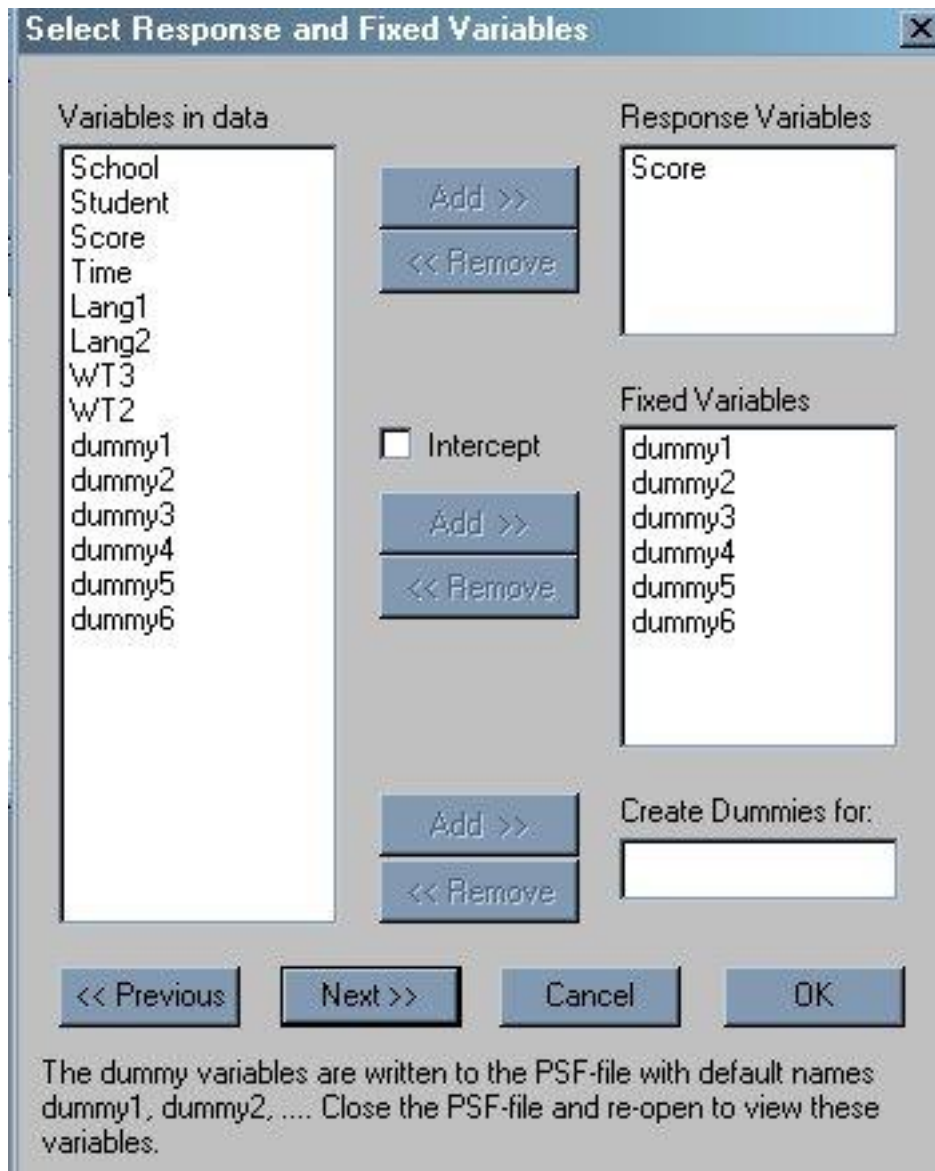 Select Response and Fixed Variables
Variables in data
School
Student
Score
Time
Lang1
Lang2
WT3
WT2
dummy1
dummy2
dummy3
dummy4
dummy5
dummy6
Add >>
<< Remove
Response Variables
Score
Intercept
Add >>
<< Remove
Fixed Variables
dummy1
dummy2
dummy3
dummy4
dummy5
dummy6
Add >>
<< Remove
Create Dummies for:
<< Previous
Next >>
Cancel
OK
The dummy variables are written to the PSF-file with default names
dummy1, dummy2, .... Close the PSF-file and re-open to view these
variables.